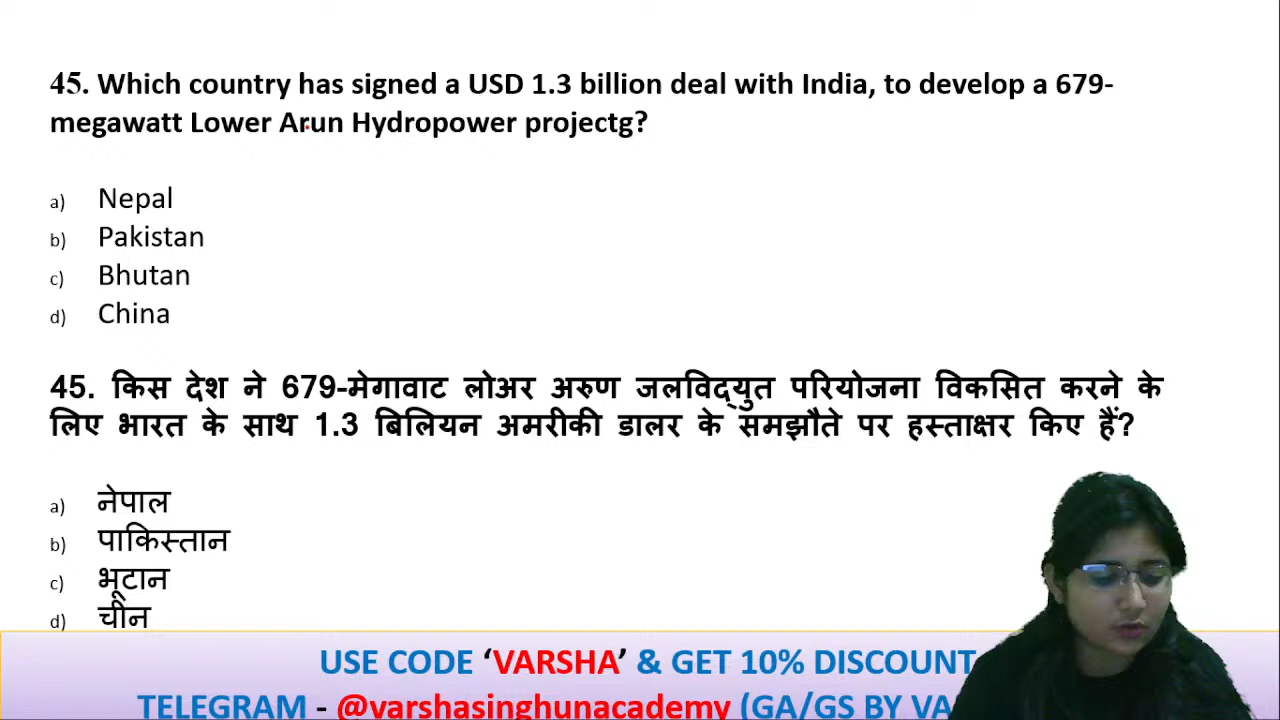 45. Which country has signed a USD 1.3 billion deal with India, to develop a 679-
megawatt Lower Arun Hydropower projectg?
a) Nepal
b) Pakistan
c) Bhutan
d) China
45. किस देश ने 679-मेगावाट लोअर अरुण जलविद्युत परियोजना विकसित करने के
लिए भारत के साथ 1.3 बिलियन अमरीकी डालर के समझौते पर हस्ताक्षर किए हैं?
a) नेपाल
b) पाकिस्तान
c) भूटान
d) चीन
USE CODE ‘VARSHA’ & GET 10% DISCOUNT
TELEGRAM - @varshasinghunacademy (GA/GS BY VA